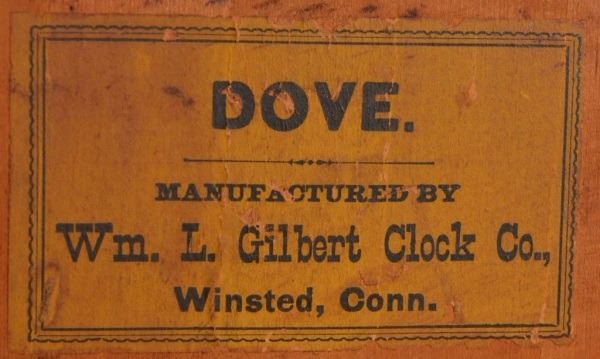 DOVE.
MANUFACTURED BY
Wm. L. Gilbert Clock Co.,
Winsted, Conn.